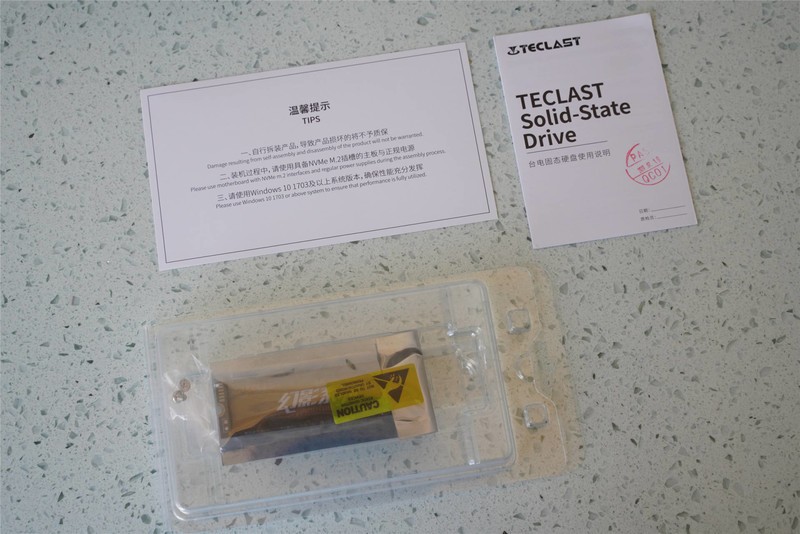 温馨提示
TIPS
一、自行拆装产品，导致产品损坏的将不予质保
Damage resulting from self-assembly and disassembly of the product will not be warranted.
二、装机过程中，请使用具备NVMe M.2插槽的主板与正规电源
Please use motherboard with NVMe m.2 interfaces and regular power supplies during the assembly process.
三、请使用Windows 10 1703及以上系统版本，确保性能充分发挥
Please use Windows 10 1703 or above system to ensure that performance is fully utilized.
TECLAST
TECLAST
Solid-State
Drive
台电固态硬盘使用说明
QC01
日期:
幻影
CAUTION